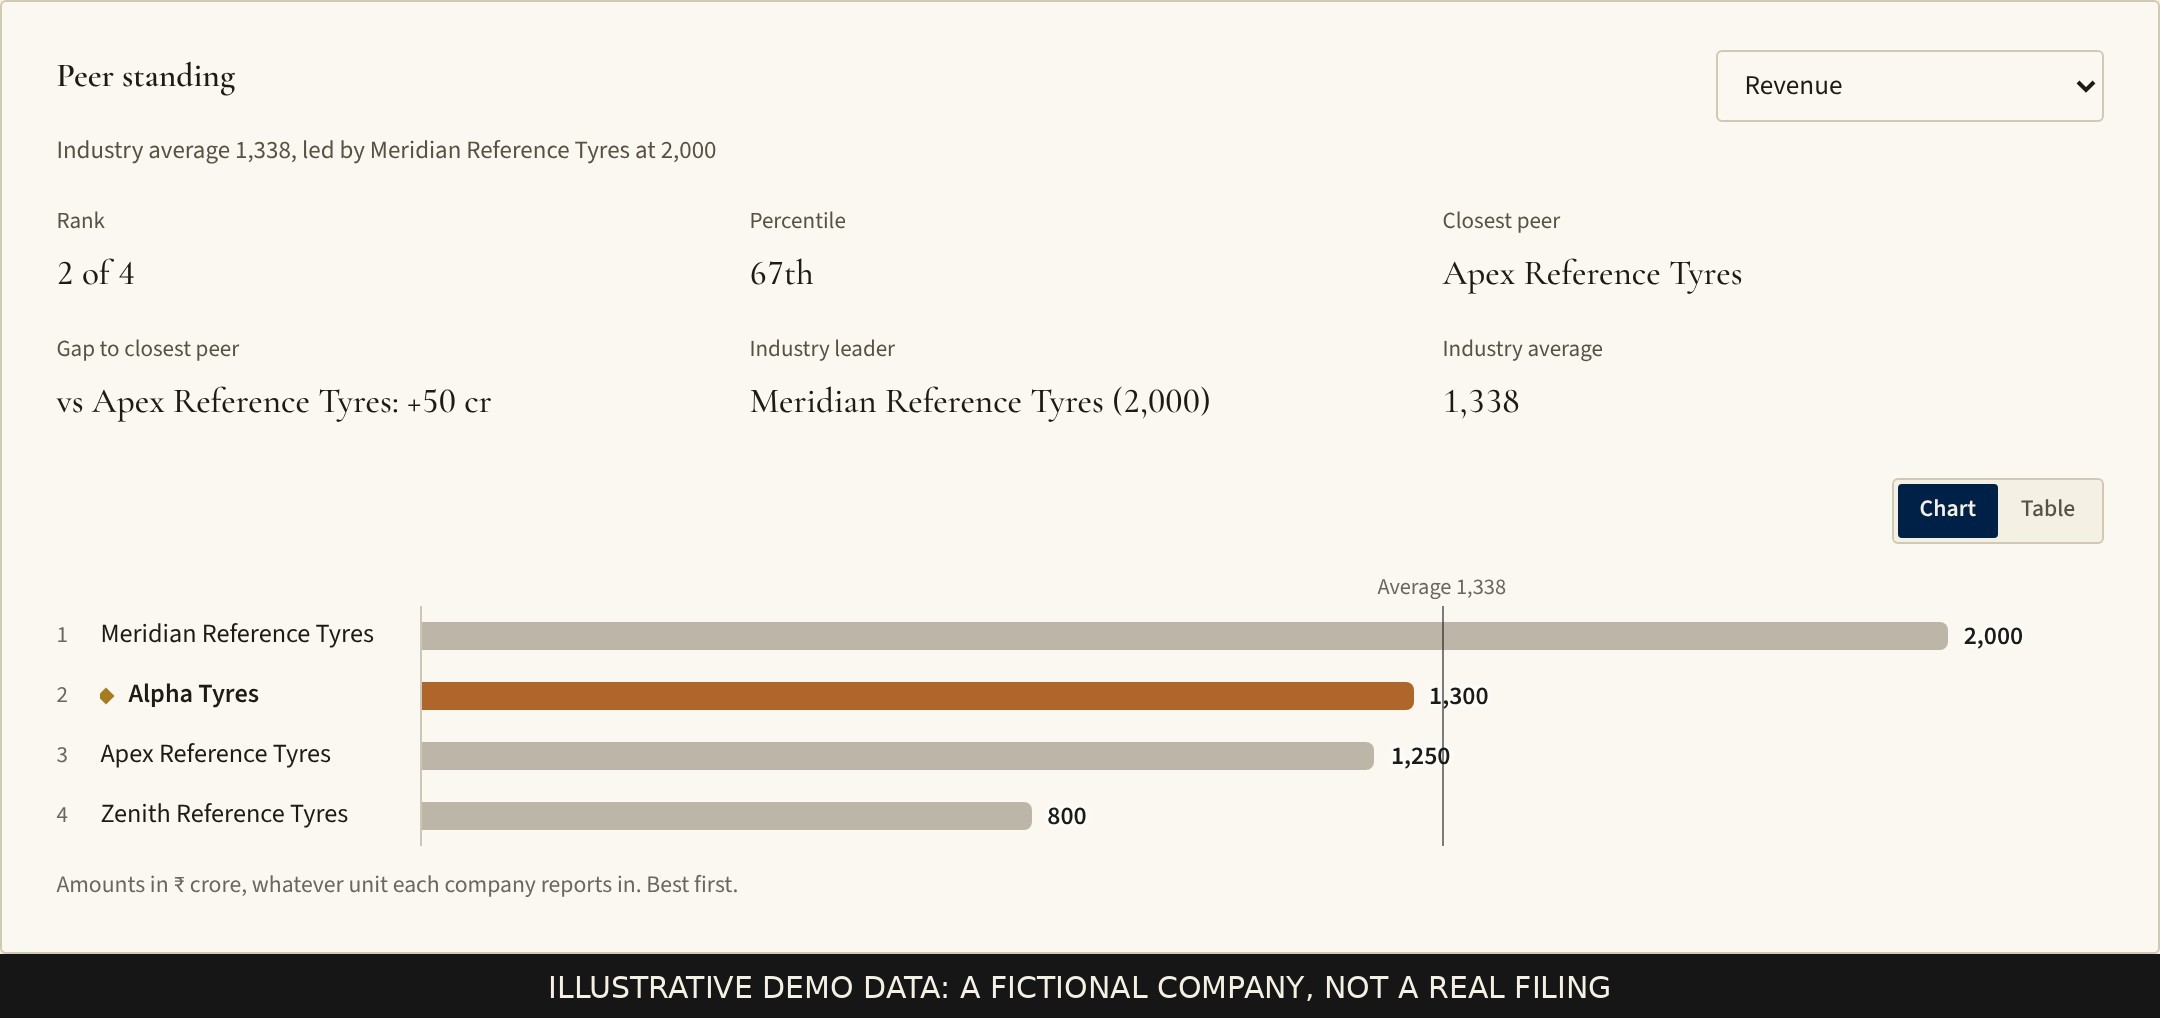 Peer standing
Revenue
Industry average 1,338, led by Meridian Reference Tyres at 2,000
Rank
2 of 4
Percentile
67th
Closest peer
Apex Reference Tyres
Gap to closest peer
vs Apex Reference Tyres: +50 cr
Industry leader
Meridian Reference Tyres (2,000)
Industry average
1,338
Chart
Table
Average 1,338
1 Meridian Reference Tyres 2,000
2 ◆ Alpha Tyres 1,300
3 Apex Reference Tyres 1,250
4 Zenith Reference Tyres 800
Amounts in ₹ crore, whatever unit each company reports in. Best first.
ILLUSTRATIVE DEMO DATA: A FICTIONAL COMPANY, NOT A REAL FILING